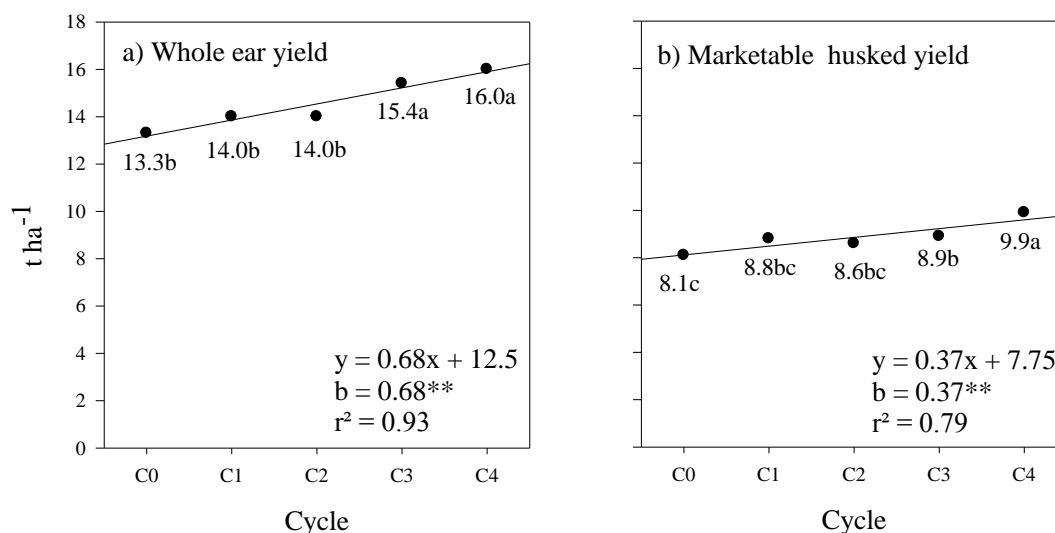 18
a) Whole ear yield
16
14
12
10
8
6
4
2
0
t ha-1
13.3b
14.0b
14.0b
15.4a
16.0a
y = 0.68x + 12.5
b = 0.68**
r² = 0.93
C0 C1 C2 C3 C4
Cycle
b) Marketable husked yield
8.1c
8.8bc
8.6bc
8.9b
9.9a
y = 0.37x + 7.75
b = 0.37**
r² = 0.79
C0 C1 C2 C3 C4
Cycle